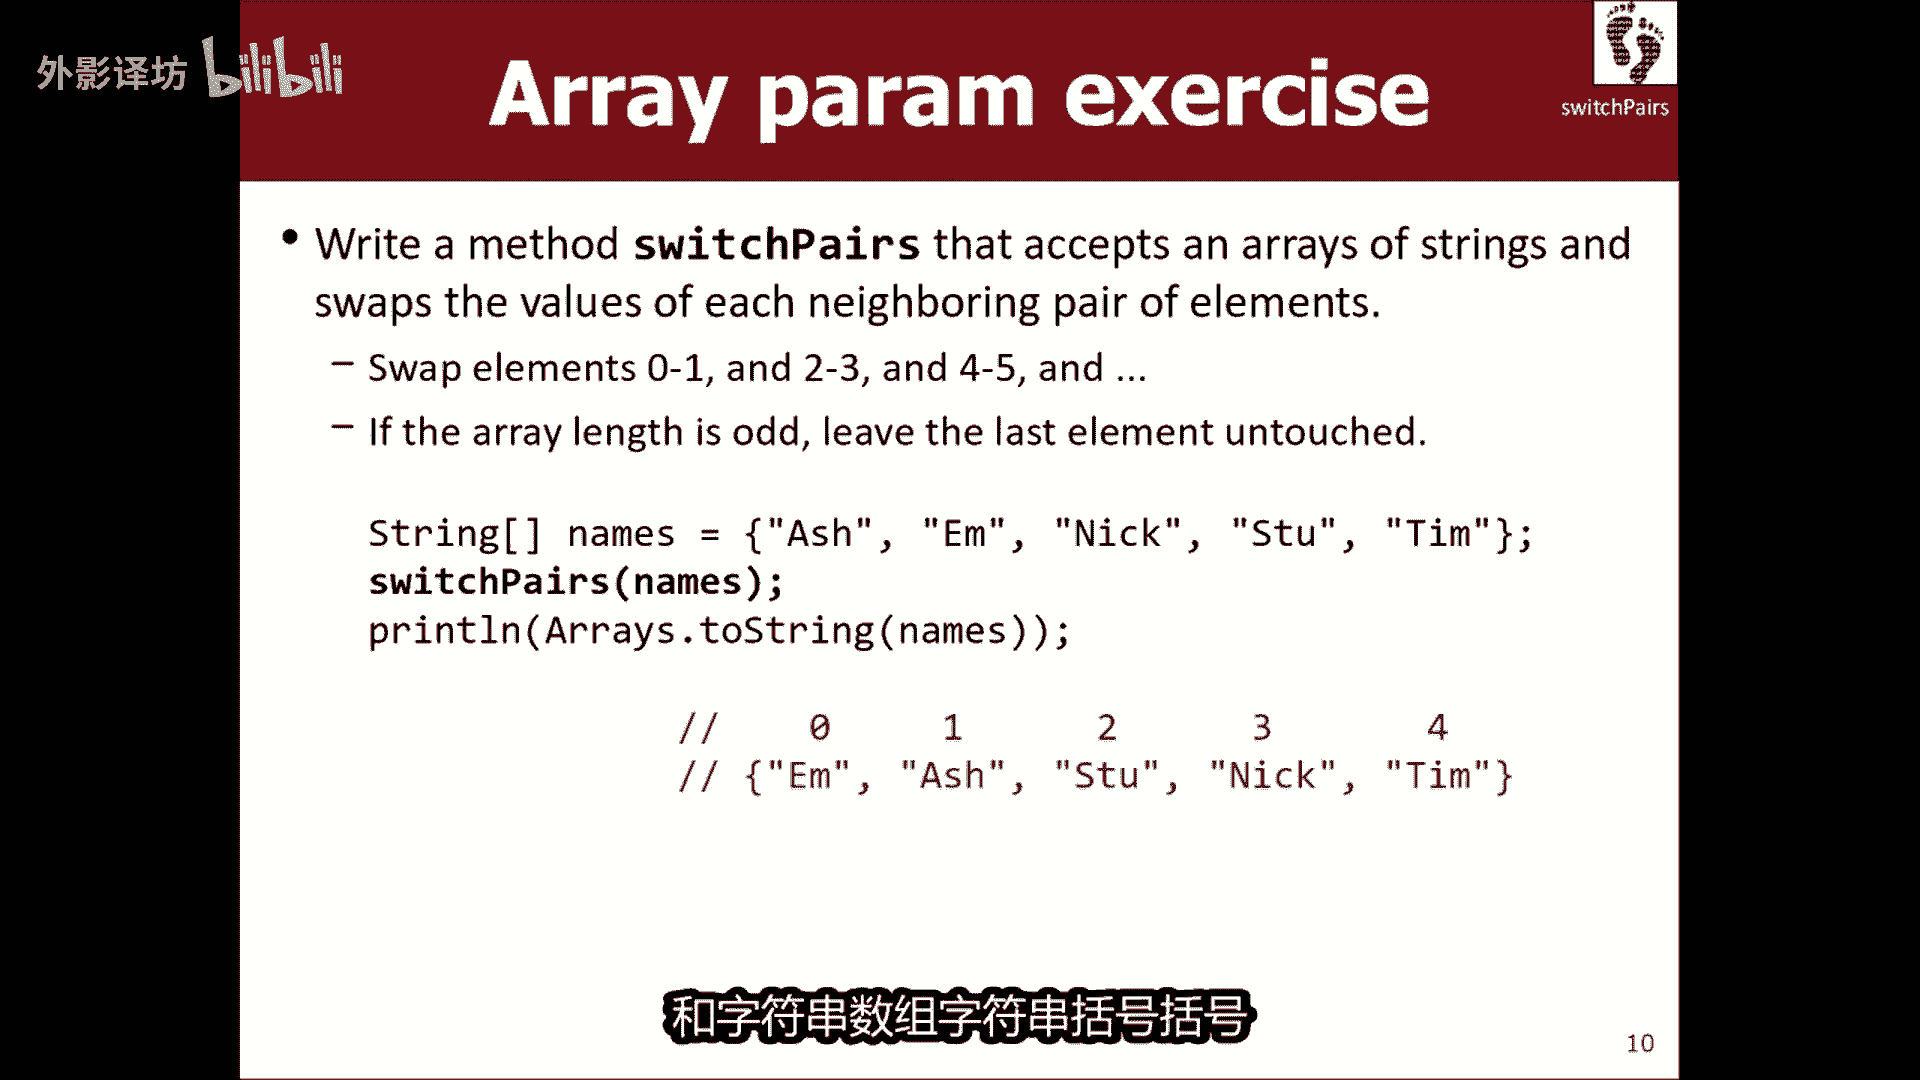 外影译坊 bilibili
Array param exercise
switchPairs
• Write a method switchPairs that accepts an arrays of strings and
swaps the values of each neighboring pair of elements.
– Swap elements 0-1, and 2-3, and 4-5, and ...
– If the array length is odd, leave the last element untouched.
String[] names = {"Ash", "Em", "Nick", "Stu", "Tim"};
switchPairs(names);
println(Arrays.toString(names));
// 0 1 2 3 4
// {"Em", "Ash", "Stu", "Nick", "Tim"}
和字符串数组字符串括号括号
10